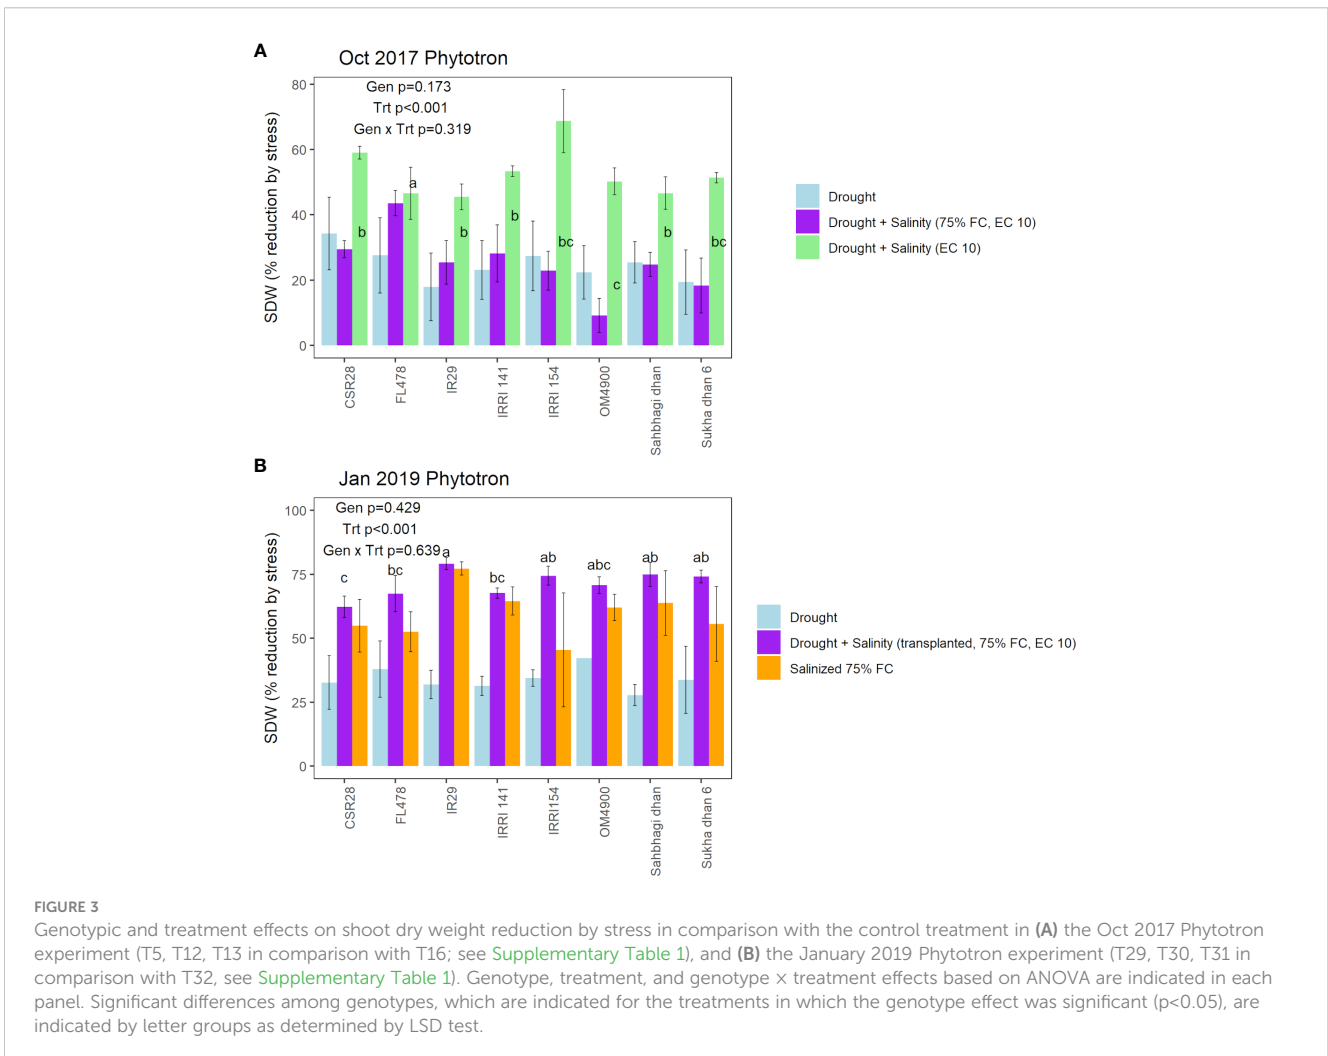 A
Oct 2017 Phytotron
Gen p=0.173
Trt p<0.001
Gen x Trt p=0.319
SDW (% reduction by stress)
80
60
40
20
0
b
a
b
b
bc
c
b
bc
CSR28
FL478
IR29
IRRI 141
IRRI 154
OM4900
Sahbhagi dhan
Sukha dhan 6
Drought
Drought + Salinity (75% FC, EC 10)
Drought + Salinity (EC 10)
B
Jan 2019 Phytotron
Gen p=0.429
Trt p<0.001
Gen x Trt p=0.639
SDW (% reduction by stress)
100
75
50
25
0
c
bc
a
bc
ab
abc
ab
ab
CSR28
FL478
IR29
IRRI 141
IRRI154
OM4900
Sahbhagi dhan
Sukha dhan 6
Drought
Drought + Salinity (transplanted, 75% FC, EC 10)
Salinized 75% FC
FIGURE 3
Genotypic and treatment effects on shoot dry weight reduction by stress in comparison with the control treatment in (A) the Oct 2017 Phytotron
experiment (T5, T12, T13 in comparison with T16; see Supplementary Table 1), and (B) the January 2019 Phytotron experiment (T29, T30, T31 in
comparison with T32, see Supplementary Table 1). Genotype, treatment, and genotype × treatment effects based on ANOVA are indicated in each
panel. Significant differences among genotypes, which are indicated for the treatments in which the genotype effect was significant (p<0.05), are
indicated by letter groups as determined by LSD test.